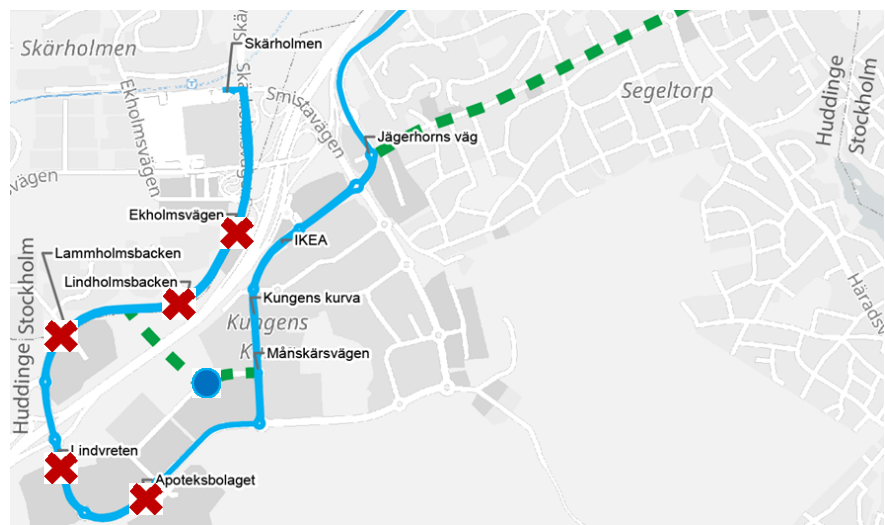 Skärholmen
Skärholmen
Smistavägen
Ekholmsvägen
Segeltorp
Huddinge
Stockholm
Jägerhorns väg
vägen
Ekholmsvägen
IKEA
Lammholmsbacken
Lindholmsbacken
Huddinge
Stockholm
Kungens kurva
Kungens
K
Månskärsvägen
Häradsv
Lindvreten
Apoteksbolaget